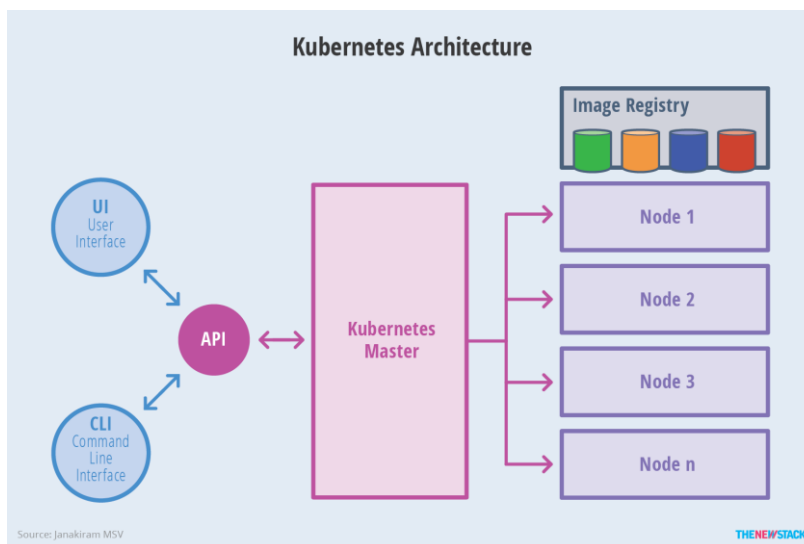 Kubernetes Architecture
Image Registry
UI
User
Interface
Node 1
Node 2
API
Kubernetes
Master
Node 3
CLI
Command
Line
Interface
Node n
Source: Janakiram MSV
THENEWSTACK